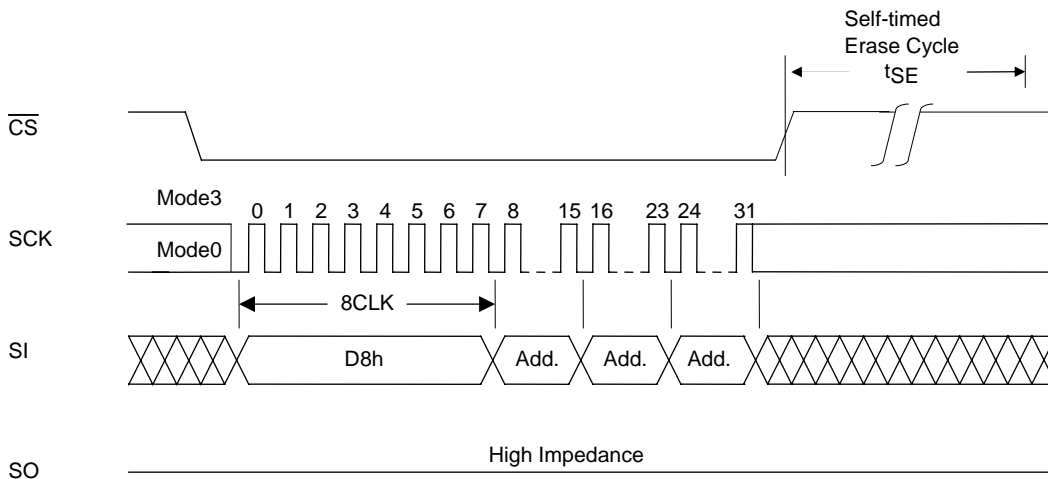 Self-timed
Erase Cycle
tSE
CS
Mode3
0 1 2 3 4 5 6 7 8 15 16 23 24 31
SCK
Mode0
8CLK
SI
D8h Add. Add. Add.
High Impedance
SO